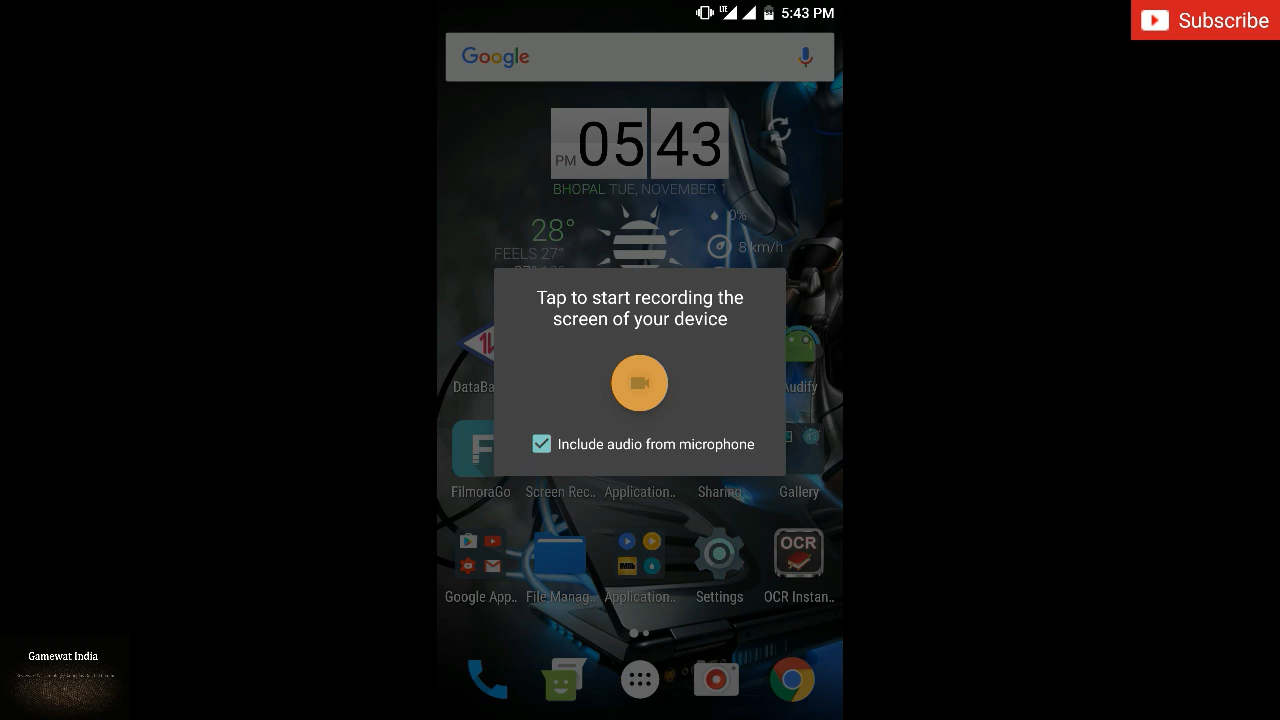 LTE 5:43 PM
Subscribe
Google
PM 05 43
BHOPAL TUE, NOVEMBER 1
28°
0%
FEELS 27°
8 km/h
Tap to start recording the
screen of your device
Include audio from microphone
DataBa
Audify
F
FilmoraGo Screen Rec.. Application.. Sharing Gallery
IMDb
OCR
Google App.. File Manag.. Application.. Settings OCR Instan..
Gamewat India